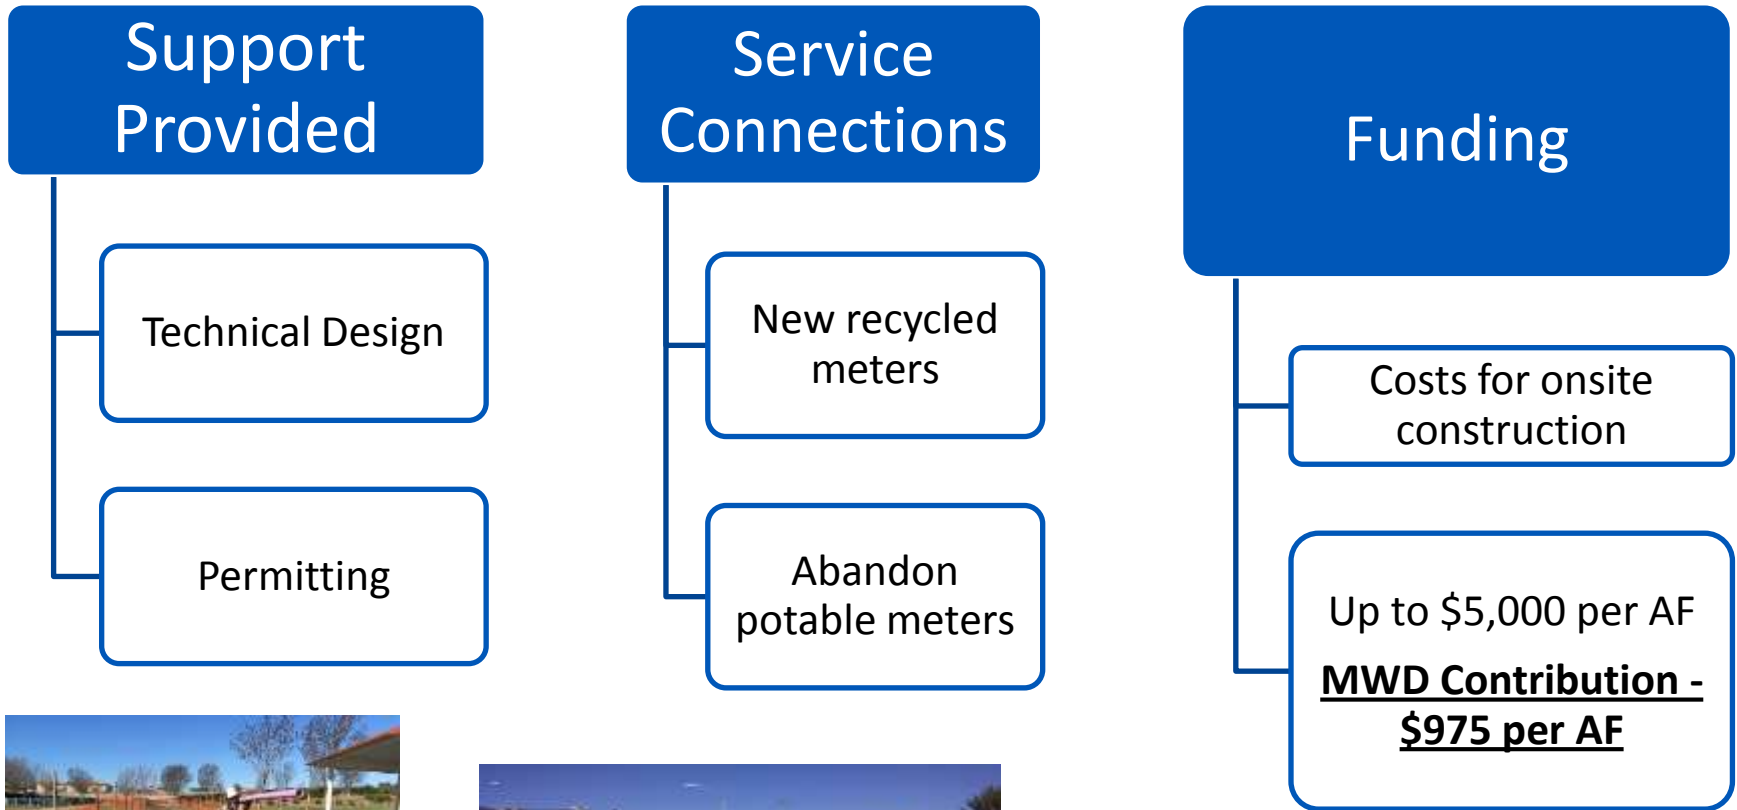 Support
Provided
Technical Design
Permitting
Service
Connections
New recycled
meters
Abandon
potable meters
Funding
Costs for onsite
construction
Up to $5,000 per AF
MWD Contribution -
$975 per AF